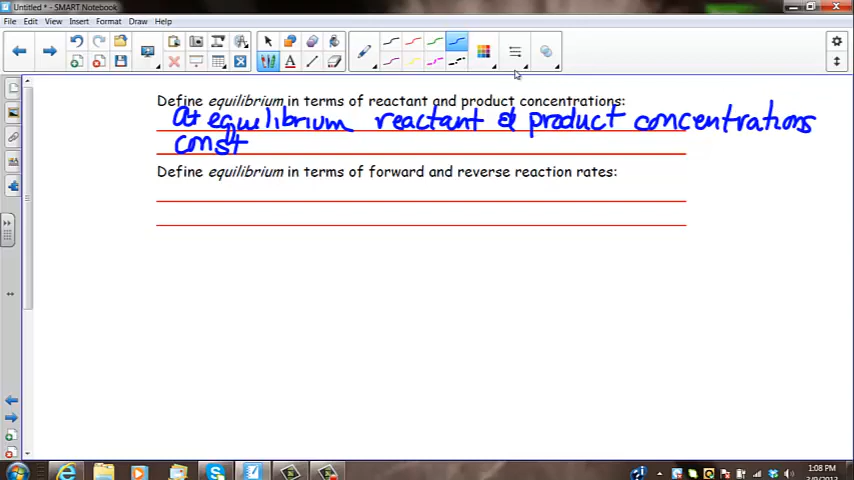 Untitled * - SMART Notebook
File Edit View Insert Format Draw Help
Define equilibrium in terms of reactant and product concentrations:
At equilibrium reactant & product concentrations
const
Define equilibrium in terms of forward and reverse reaction rates:
1:08 PM